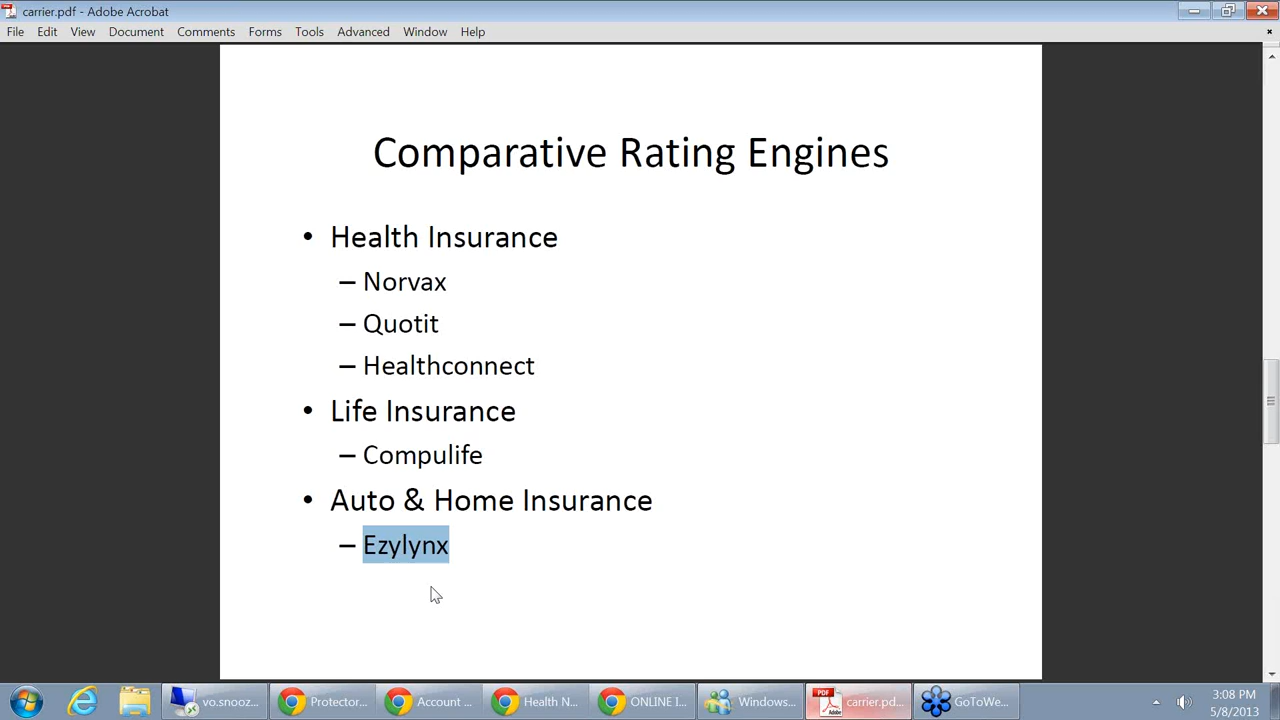 carrier.pdf - Adobe Acrobat
File Edit View Document Comments Forms Tools Advanced Window Help
Comparative Rating Engines
• Health Insurance
– Norvax
– Quotit
– Healthconnect
• Life Insurance
– Compulife
• Auto & Home Insurance
– Ezylynx
vo.snooz... Protector... Account ... Health N... ONLINE I... Windows... PDF carrier.pd... GoToWe... 3:08 PM
5/8/2013